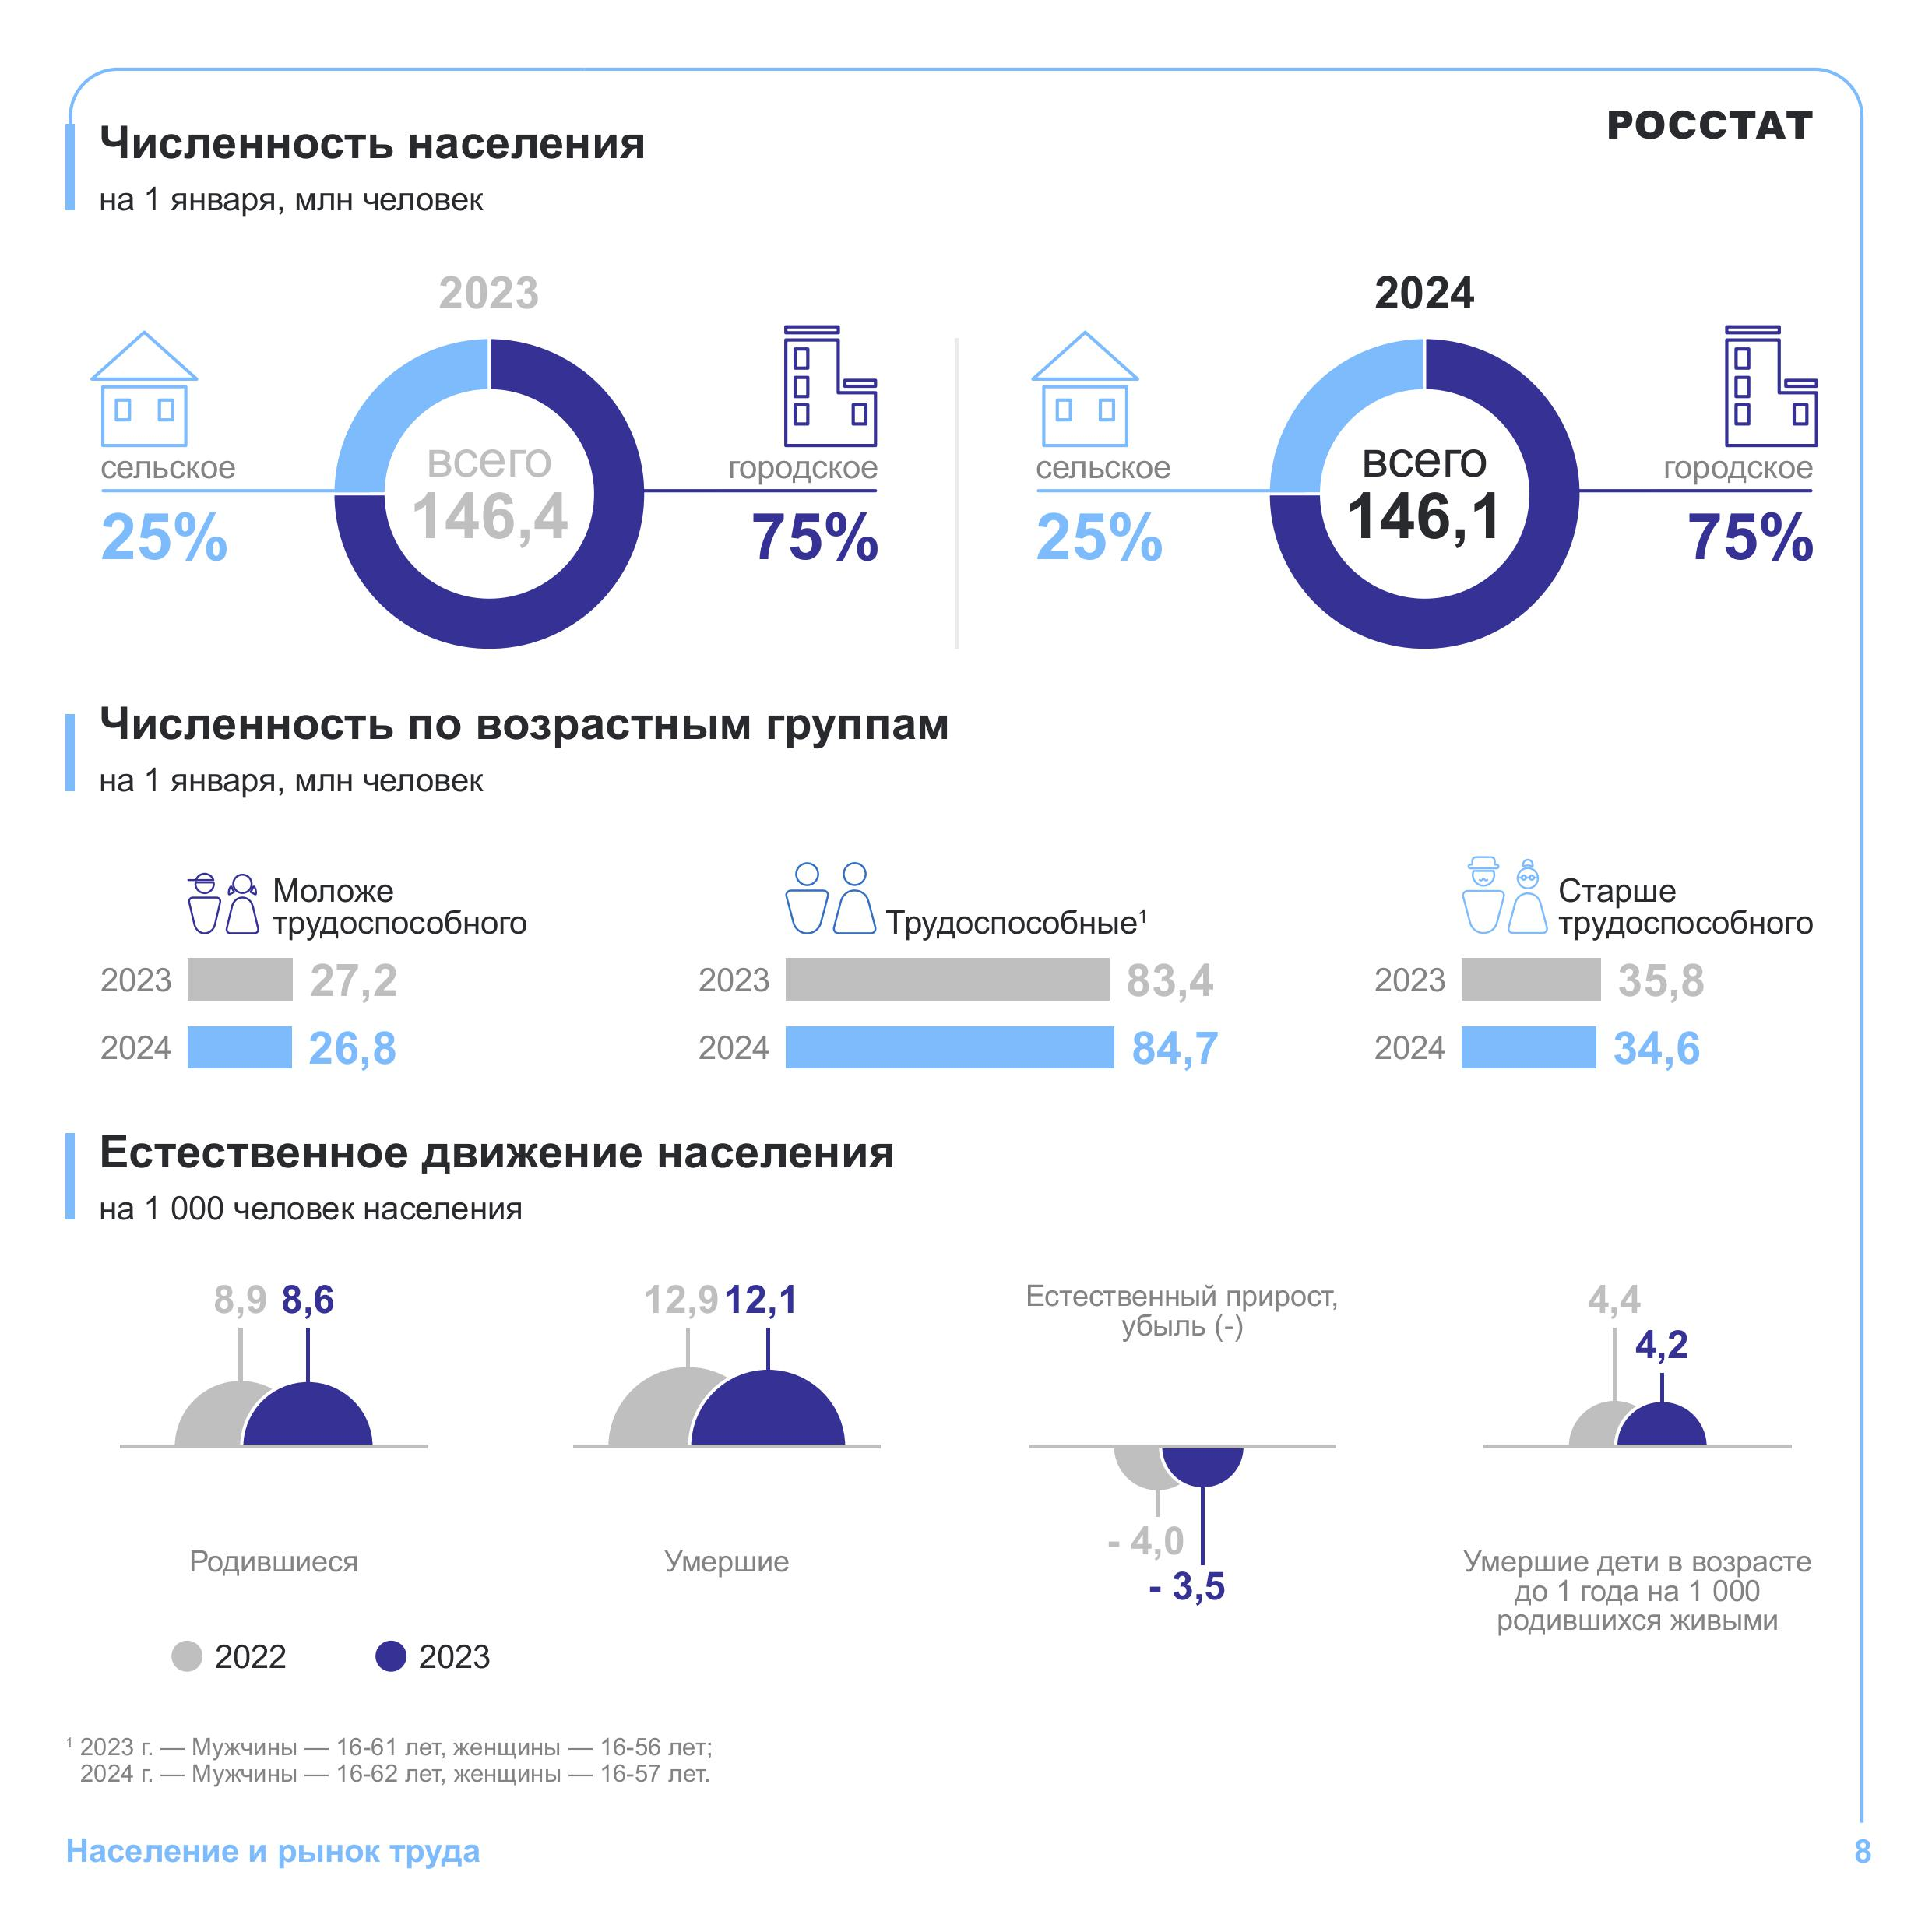 РОССТАТ
Численность населения
на 1 января, млн человек
2023
сельское
25%
всего
146,4
городское
75%
2024
сельское
25%
всего
146,1
городское
75%
Численность по возрастным группам
на 1 января, млн человек
Моложе
трудоспособного
2023 27,2
2024 26,8
Трудоспособные¹
2023 83,4
2024 84,7
Старше
трудоспособного
2023 35,8
2024 34,6
Естественное движение населения
на 1 000 человек населения
8,9 8,6
Родившиеся
12,9 12,1
Умершие
Естественный прирост,
убыль (-)
- 4,0
- 3,5
4,4
4,2
Умершие дети в возрасте
до 1 года на 1 000
родившихся живыми
2022
2023
¹ 2023 г. — Мужчины — 16-61 лет, женщины — 16-56 лет;
2024 г. — Мужчины — 16-62 лет, женщины — 16-57 лет.
Население и рынок труда
8